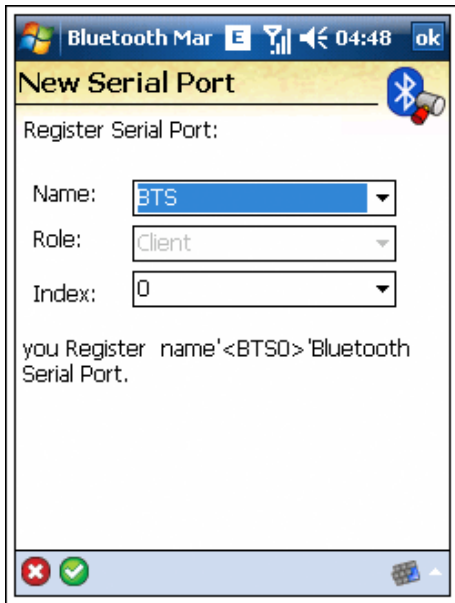 Bluetooth Mar E 04:48 ok
New Serial Port
Register Serial Port:
Name: BTS
Role: Client
Index: 0
you Register name'<BTS0>'Bluetooth
Serial Port.